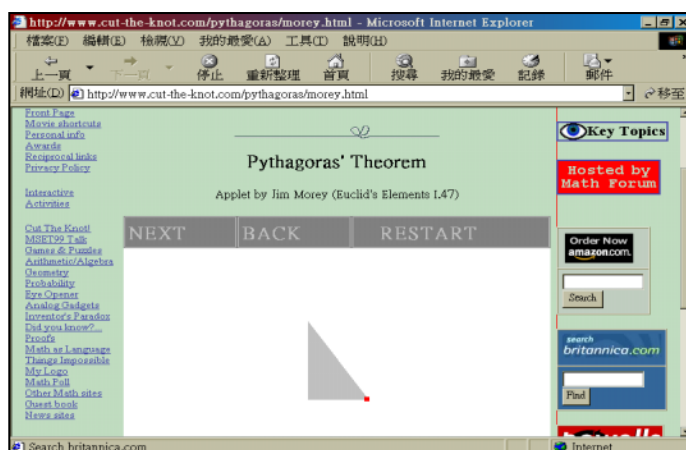 http://www.cut-the-knot.com/pythagoras/morey.html - Microsoft Internet Explorer
檔案(F) 編輯(E) 檢視(V) 我的最愛(A) 工具(T) 說明(H)
上一頁 下一頁 停止 重新整理 首頁 搜尋 我的最愛 記錄 郵件
網址(D) http://www.cut-the-knot.com/pythagoras/morey.html 移至
Front Page
Movie shortcuts
Personal info
Awards
Reciprocal links
Privacy Policy
Interactive
Activities
Cut The Knot!
MSET99 Talk
Games & Puzzles
Arithmetic/Algebra
Geometry
Probability
Eye Opener
Analog Gadgets
Inventor's Paradox
Did you know?...
Proofs
Math as Language
Things Impossible
My Logo
Math Poll
Other Math sites
Guest book
News sites
Pythagoras' Theorem
Applet by Jim Morey (Euclid's Elements I.47)
NEXT BACK RESTART
Key Topics
Hosted by
Math Forum
Order Now
amazon.com
Search
search
britannica.com
Find
Search britannica.com
Internet